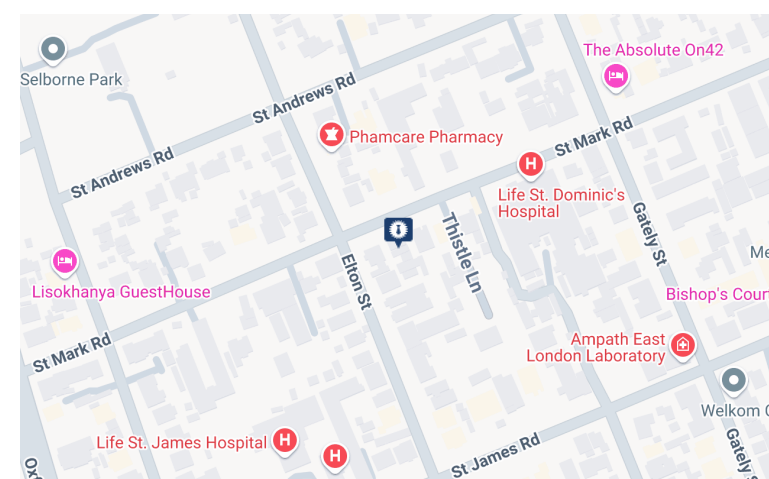 The Absolute On42
Selborne Park
St Andrews Rd
Phamcare Pharmacy
St Mark Rd
St Andrews Rd
Life St. Dominic's
Hospital
Gately St
Thistle Ln
Elton St
Lisokhanya GuestHouse
Bishop's Cour
St Mark Rd
Ampath East
London Laboratory
Welkom
Life St. James Hospital
St James Rd
Gately S
H
H
H